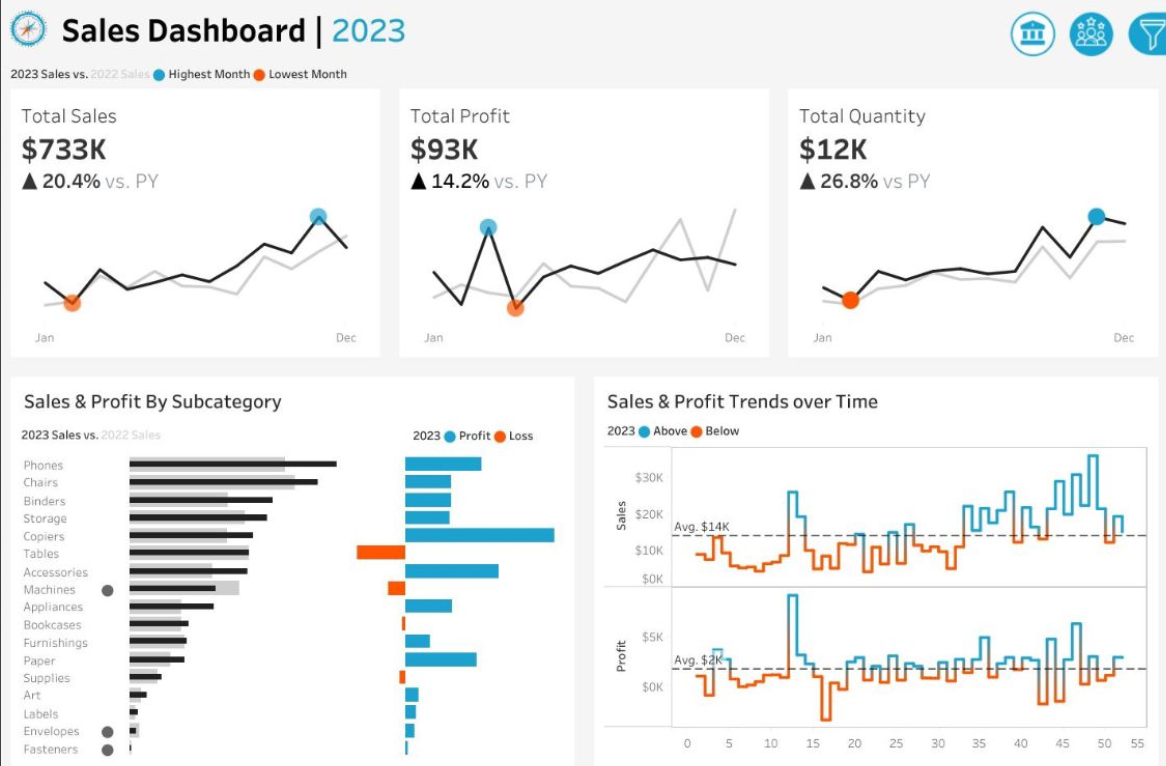 Sales Dashboard | 2023
2023 Sales vs. 2022 Sales Highest Month Lowest Month
Total Sales
$733K
▲ 20.4% vs. PY
Jan Dec
Total Profit
$93K
▲ 14.2% vs. PY
Jan Dec
Total Quantity
$12K
▲ 26.8% vs PY
Jan Dec
Sales & Profit By Subcategory
2023 Sales vs. 2022 Sales
2023 Profit Loss
Phones
Chairs
Binders
Storage
Copiers
Tables
Accessories
Machines
Appliances
Bookcases
Furnishings
Paper
Supplies
Art
Labels
Envelopes
Fasteners
Sales & Profit Trends over Time
2023 Above Below
Sales
$30K
$20K
Avg. $14K
$10K
$0K
Profit
$5K
Avg. $2K
$0K
0 5 10 15 20 25 30 35 40 45 50 55